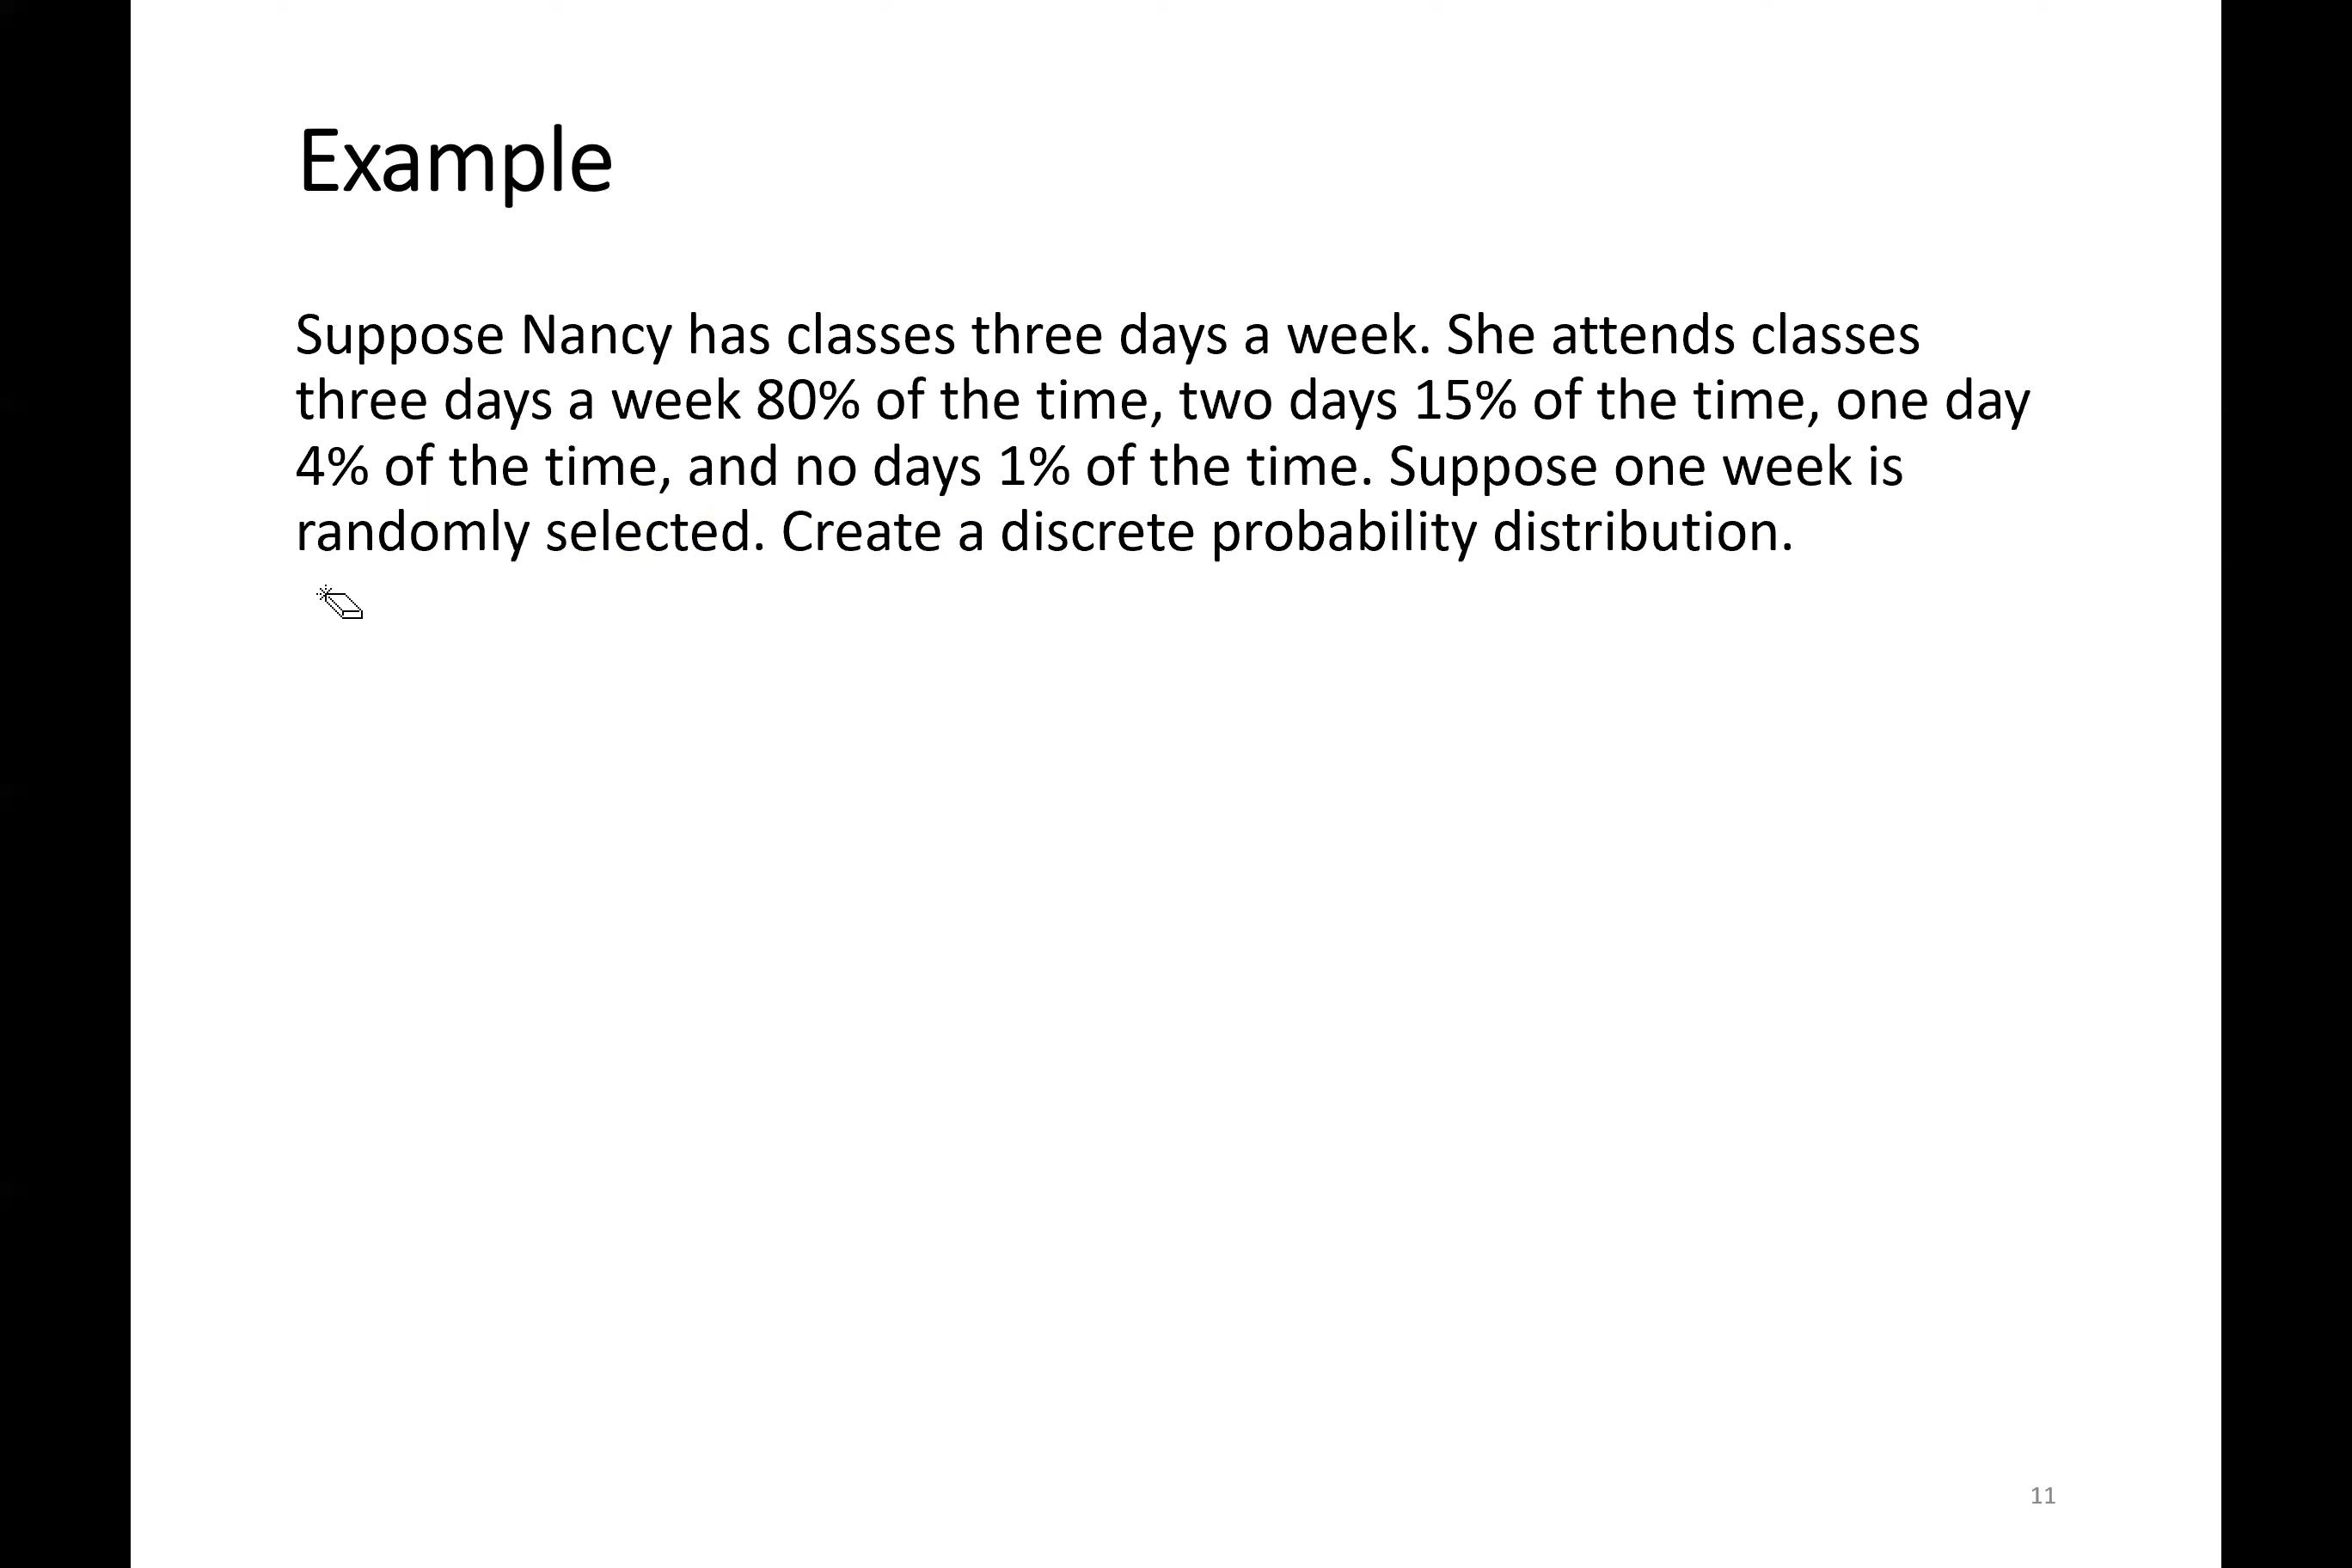 Example
Suppose Nancy has classes three days a week. She attends classes
three days a week 80% of the time, two days 15% of the time, one day
4% of the time, and no days 1% of the time. Suppose one week is
randomly selected. Create a discrete probability distribution.
11